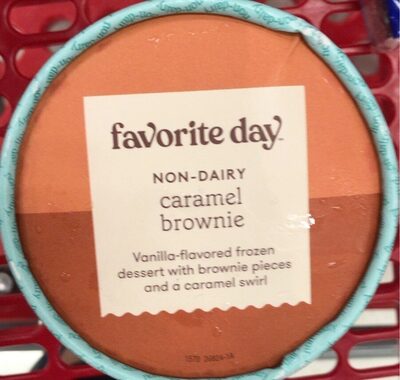 favorite day
NON-DAIRY
caramel
brownie
Vanilla-flavored frozen
dessert with brownie pieces
and a caramel swirl